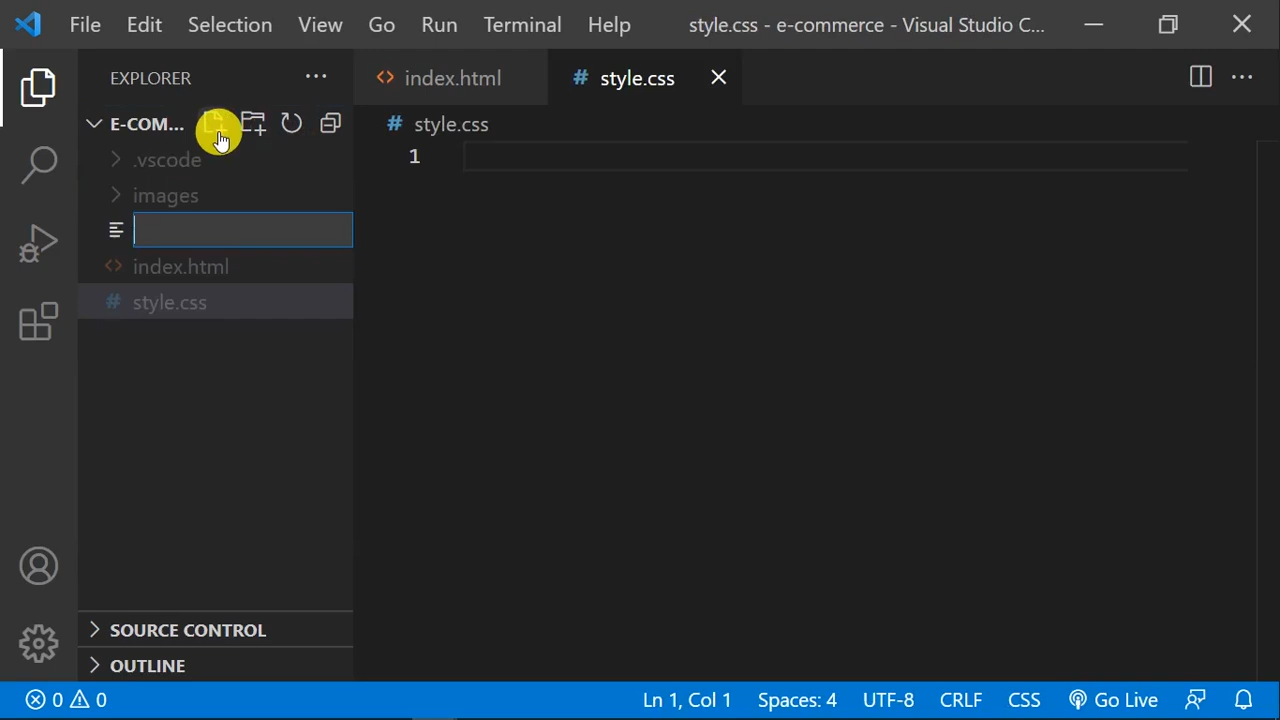 File Edit Selection View Go Run Terminal Help style.css - e-commerce - Visual Studio C...
EXPLORER
index.html
style.css
E-COM...
style.css
.vscode
1
images
index.html
style.css
SOURCE CONTROL
OUTLINE
0 0 Ln 1, Col 1 Spaces: 4 UTF-8 CRLF CSS Go Live